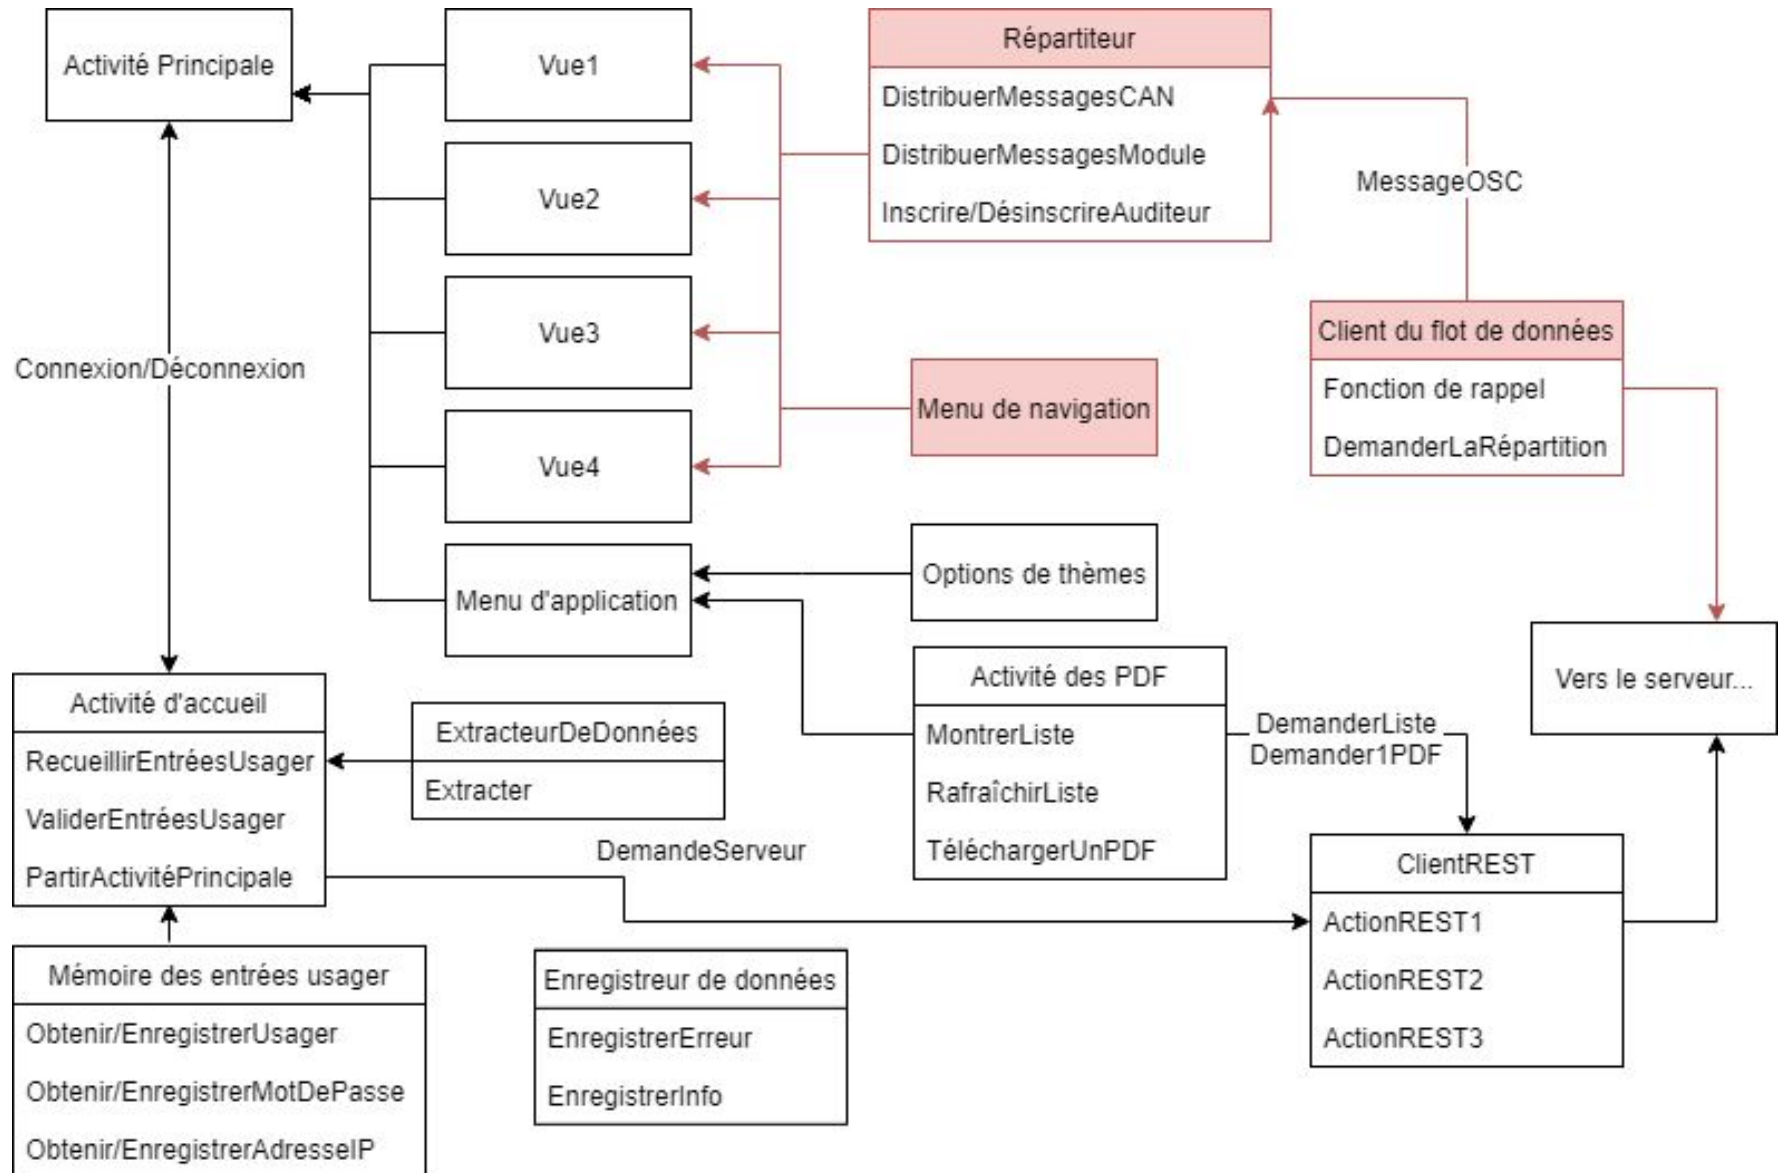 Activité Principale
Vue1
Vue2
Vue3
Vue4
Menu d'application
Répartiteur
DistribuerMessagesCAN
DistribuerMessagesModule
Inscrire/DésinscrireAuditeur
MessageOSC
Client du flot de données
Fonction de rappel
DemanderLaRépartition
Menu de navigation
Connexion/Déconnexion
Options de thèmes
Vers le serveur...
Activité des PDF
MontrerListe
RafraîchirListe
TéléchargerUnPDF
DemanderListe
Demander1PDF
Activité d'accueil
RecueillirEntréesUsager
ValiderEntréesUsager
PartirActivitéPrincipale
ExtracteurDeDonnées
Extracter
DemandeServeur
ClientREST
ActionREST1
ActionREST2
ActionREST3
Mémoire des entrées usager
Obtenir/EnregistrerUsager
Obtenir/EnregistrerMotDePasse
Obtenir/EnregistrerAdresseIP
Enregistreur de données
EnregistrerErreur
EnregistrerInfo